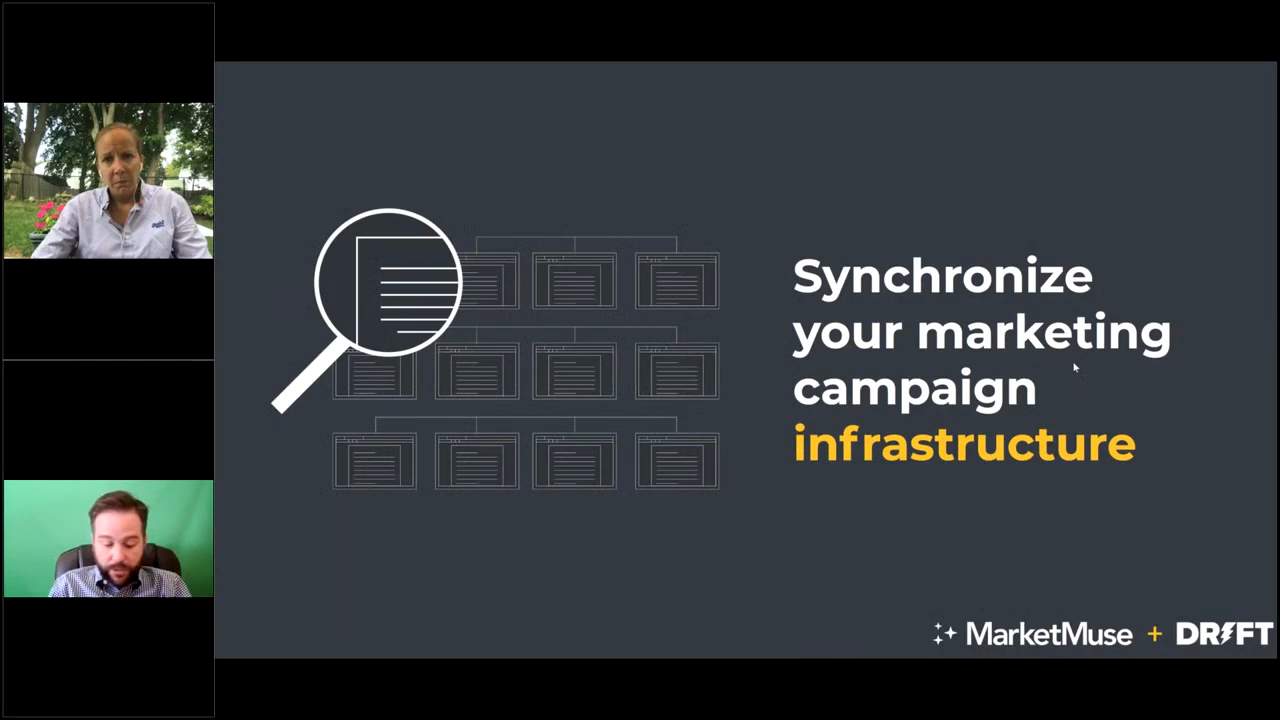 Synchronize
your marketing
campaign
infrastructure
MarketMuse + DRIFT